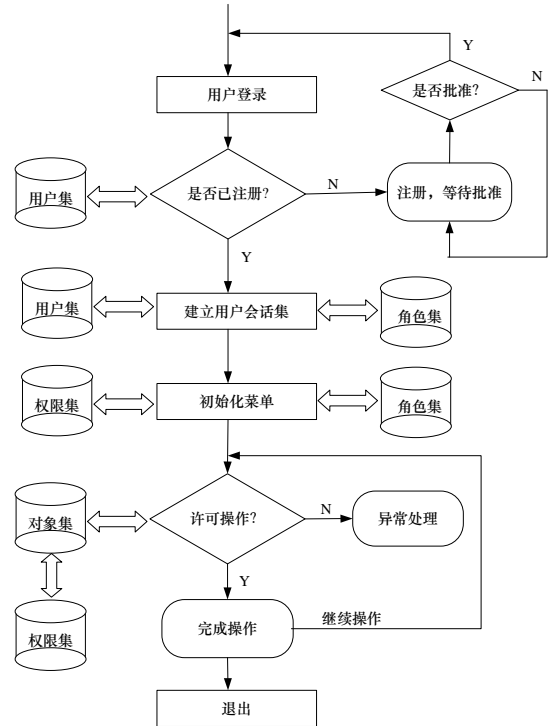 Y
是否批准？
N
用户登录
用户集
是否已注册？
N
注册，等待批准
Y
用户集
建立用户会话集
角色集
权限集
初始化菜单
角色集
对象集
许可操作？
N
异常处理
Y
权限集
完成操作
继续操作
退出